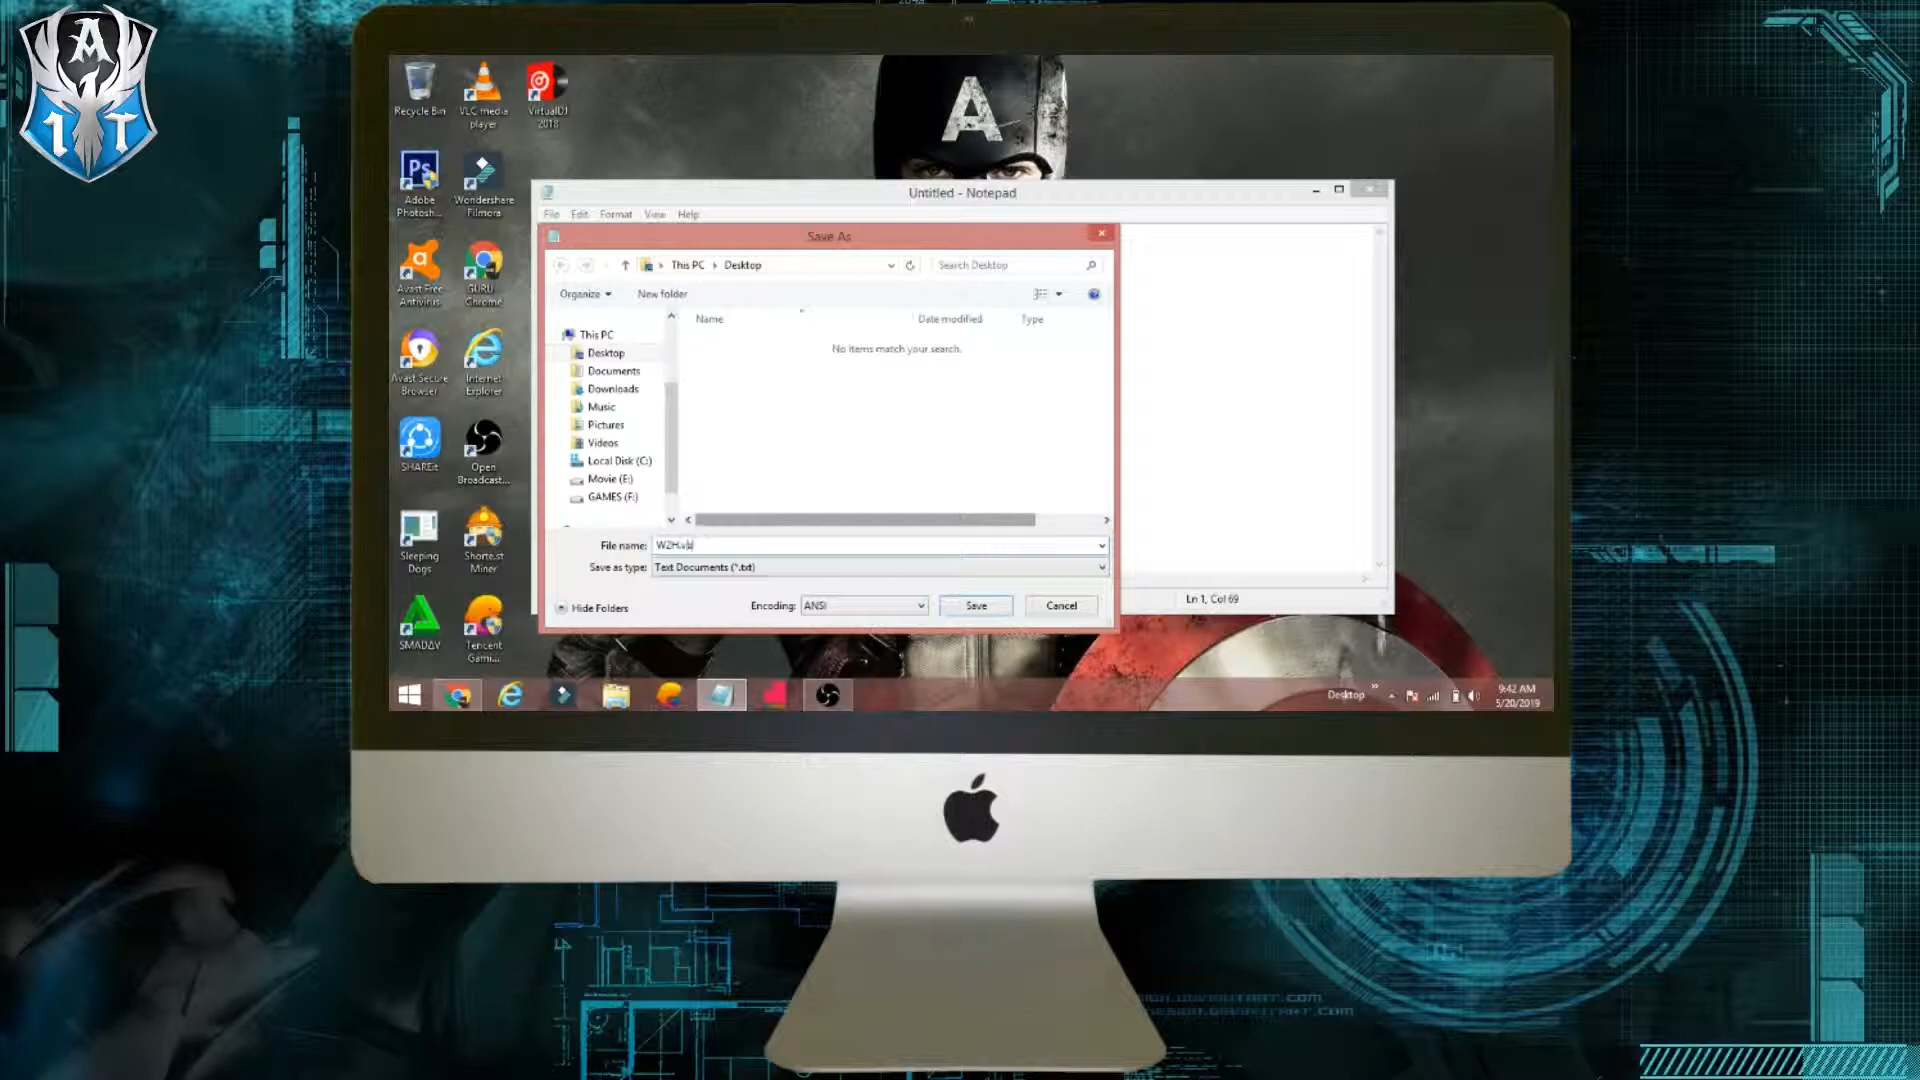 A
1 T
Recycle Bin
VLC media
player
VirtualDJ
2018
Ps
Adobe
Photosh...
Wondershare
Filmora
Avast Free
Antivirus
GURU -
Chrome
Avast Secure
Browser
Internet
Explorer
SHAREit
Open
Broadcast...
Sleeping
Dogs
Shorte.st
Miner
SMADAV
Tencent
Gami...
A
Untitled - Notepad
File Edit Format View Help
Save As
This PC Desktop
Search Desktop
Organize New folder
Name Date modified Type
No items match your search.
This PC
Desktop
Documents
Downloads
Music
Pictures
Videos
Local Disk (C:)
Movie (E:)
GAMES (F:)
File name:
Save as type: Text Documents (*.txt)
Hide Folders
Encoding: ANSI
Save Cancel
Ln 1, Col 69
Desktop
9:42 AM
5/20/2019